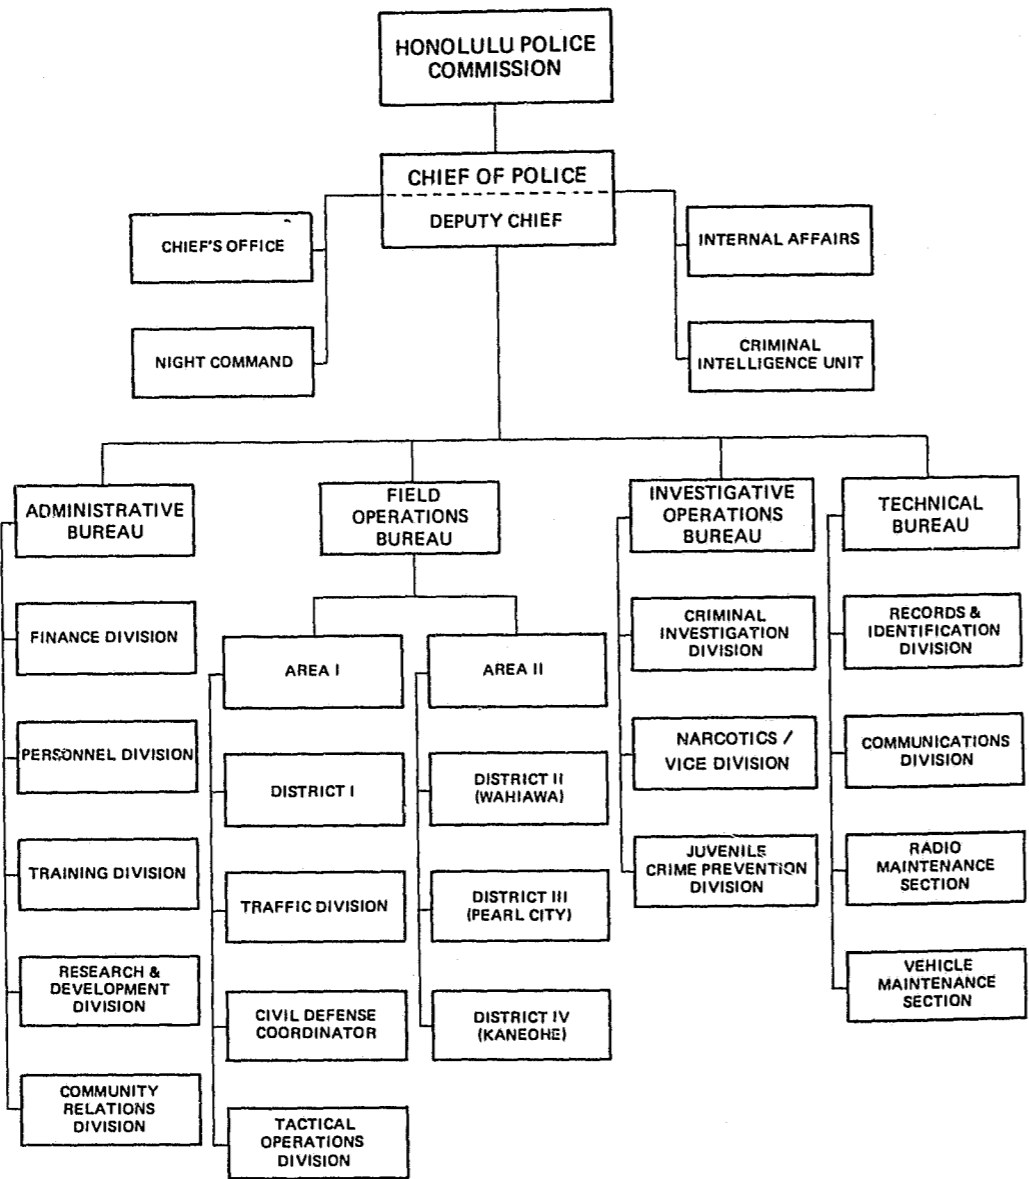 HONOLULU POLICE
COMMISSION
CHIEF OF POLICE
DEPUTY CHIEF
CHIEF'S OFFICE
NIGHT COMMAND
INTERNAL AFFAIRS
CRIMINAL
INTELLIGENCE UNIT
ADMINISTRATIVE
BUREAU
FINANCE DIVISION
PERSONNEL DIVISION
TRAINING DIVISION
RESEARCH &
DEVELOPMENT
DIVISION
COMMUNITY
RELATIONS
DIVISION
FIELD
OPERATIONS
BUREAU
AREA I
DISTRICT I
TRAFFIC DIVISION
CIVIL DEFENSE
COORDINATOR
TACTICAL
OPERATIONS
DIVISION
AREA II
DISTRICT II
(WAHIAWA)
DISTRICT III
(PEARL CITY)
DISTRICT IV
(KANEOHE)
INVESTIGATIVE
OPERATIONS
BUREAU
CRIMINAL
INVESTIGATION
DIVISION
NARCOTICS /
VICE DIVISION
JUVENILE
CRIME PREVENTION
DIVISION
TECHNICAL
BUREAU
RECORDS &
IDENTIFICATION
DIVISION
COMMUNICATIONS
DIVISION
RADIO
MAINTENANCE
SECTION
VEHICLE
MAINTENANCE
SECTION